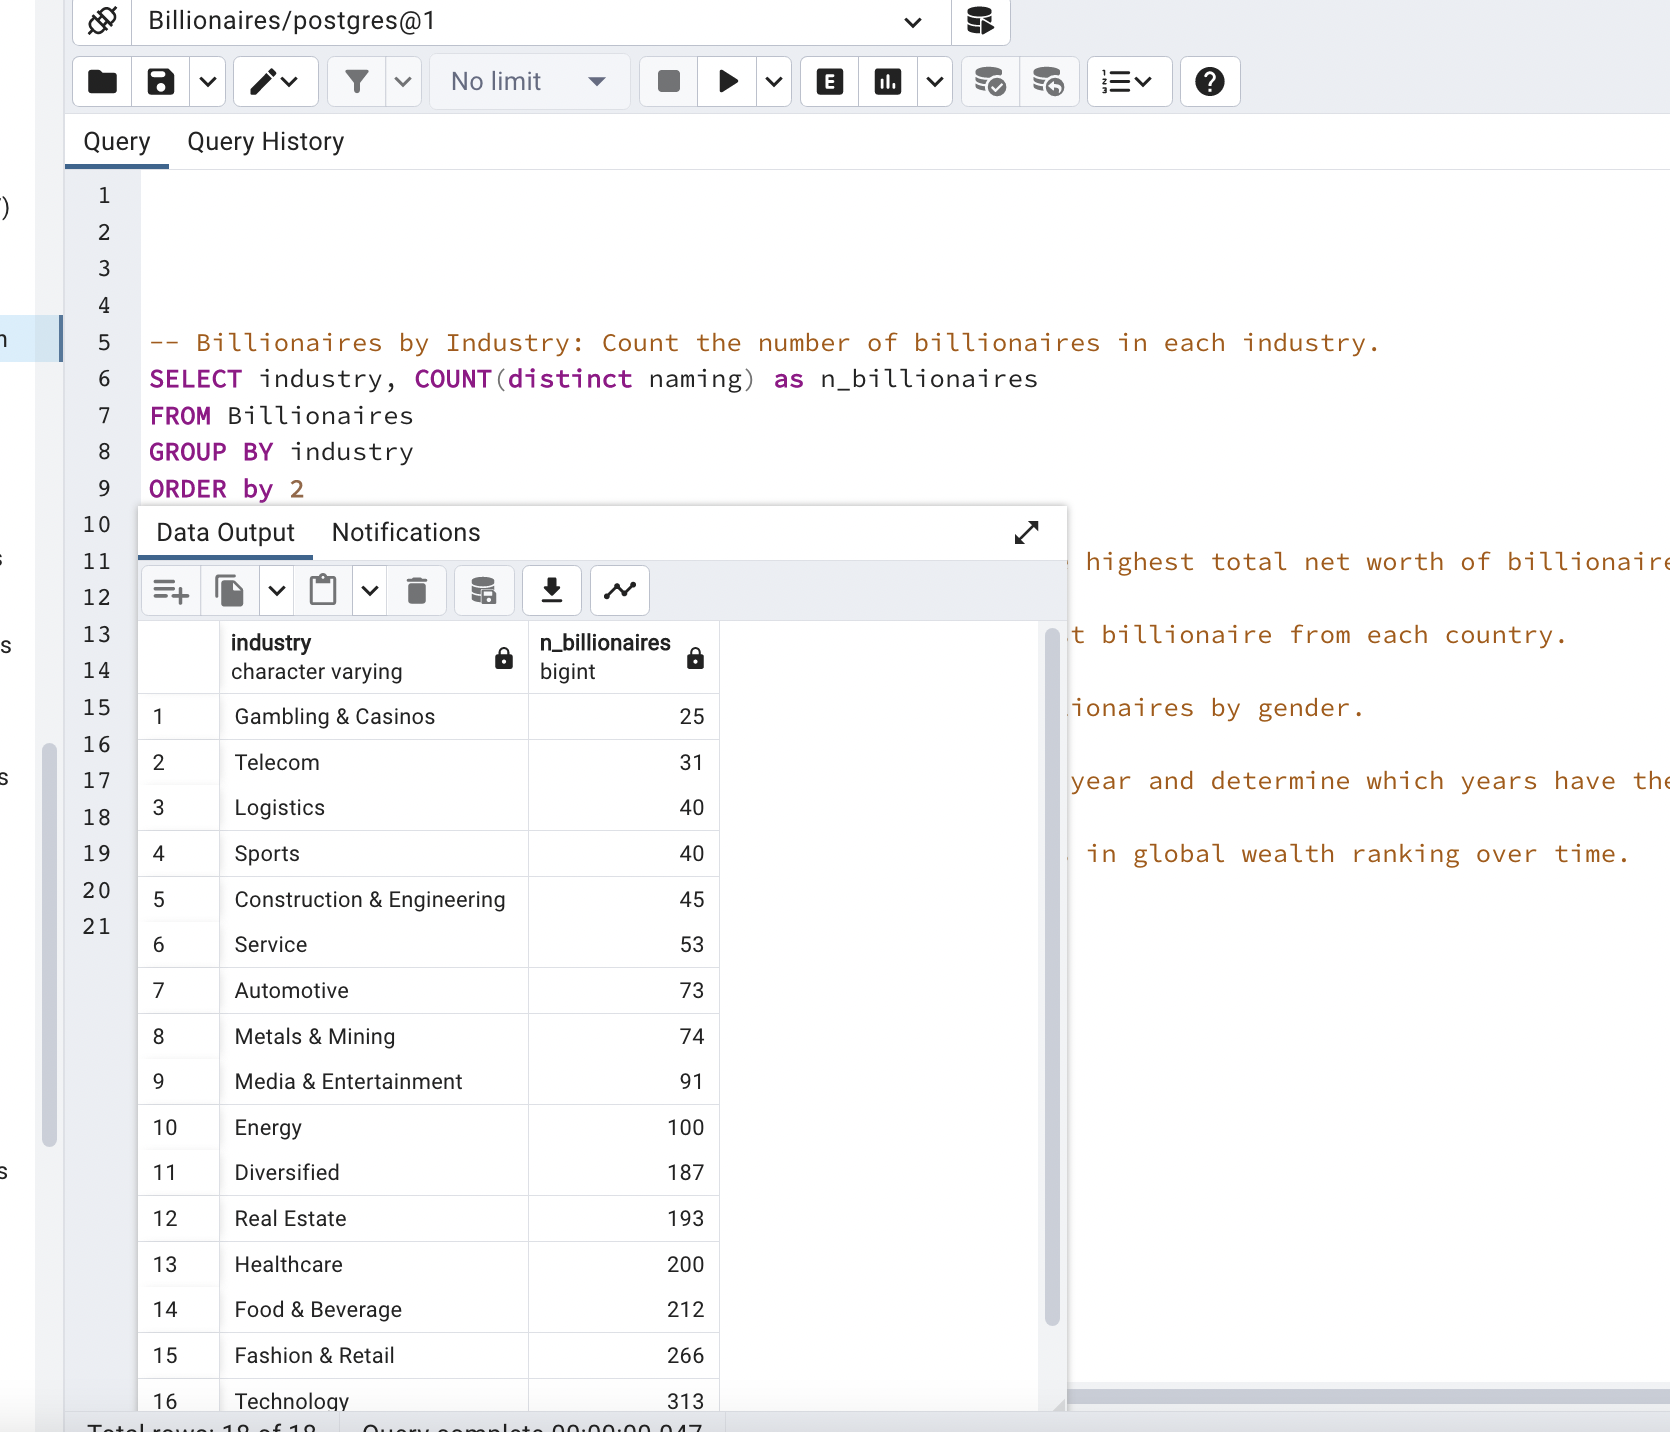 Billionaires/postgres@1
No limit
Query Query History
1
2
3
4
5 -- Billionaires by Industry: Count the number of billionaires in each industry.
6 SELECT industry, COUNT(distinct naming) as n_billionaires
7 FROM Billionaires
8 GROUP BY industry
9 ORDER by 2
10
11 highest total net worth of billionaire
12
13 t billionaire from each country.
14
15 ionaires by gender.
16
17 year and determine which years have the
18
19 in global wealth ranking over time.
20
21
Data Output Notifications
industry n_billionaires
character varying bigint
1 Gambling & Casinos 25
2 Telecom 31
3 Logistics 40
4 Sports 40
5 Construction & Engineering 45
6 Service 53
7 Automotive 73
8 Metals & Mining 74
9 Media & Entertainment 91
10 Energy 100
11 Diversified 187
12 Real Estate 193
13 Healthcare 200
14 Food & Beverage 212
15 Fashion & Retail 266
16 Technology 313
Total rows: 18 of 18 Query complete 00:00:00.047